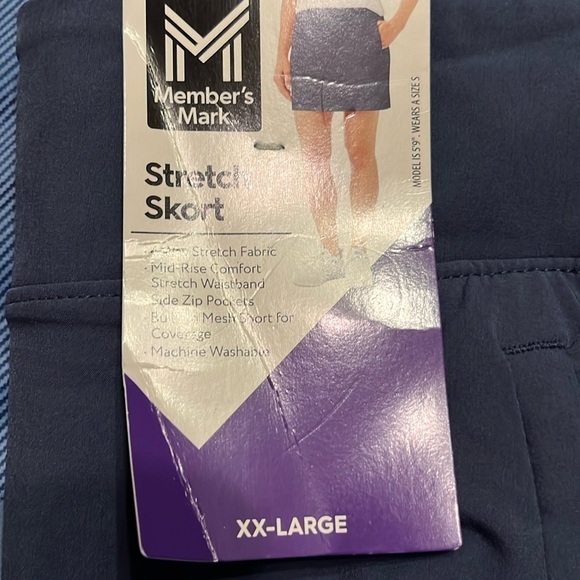 M
Member's
Mark
Stretch
Skort
Stretch Fabric
- Mid-Rise Comfort
Stretch Waistband
Side Zip Pockets
Mesh Short for
Coverage
- Machine Washable
MODEL IS 5'9". WEARS A SIZE S
XX-LARGE